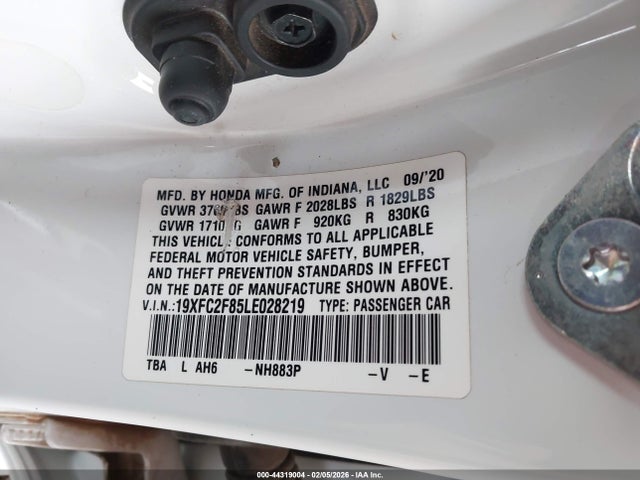 MFD. BY HONDA MFG. OF INDIANA, LLC 09/'20
GVWR GAWR F 2028LBS R 1829LBS
GVWR GAWR F 920KG R 830KG
THIS VEHICLE CONFORMS TO ALL APPLICABLE
FEDERAL MOTOR VEHICLE SAFETY, BUMPER,
AND THEFT PREVENTION STANDARDS IN EFFECT
ON THE DATE OF MANUFACTURE SHOWN ABOVE.
V.I.N.:19XFC2F85LE028219 TYPE: PASSENGER CAR
TBA L AH6 -NH883P -V -E
000-44319004 - 02/05/2026 - IAA Inc.